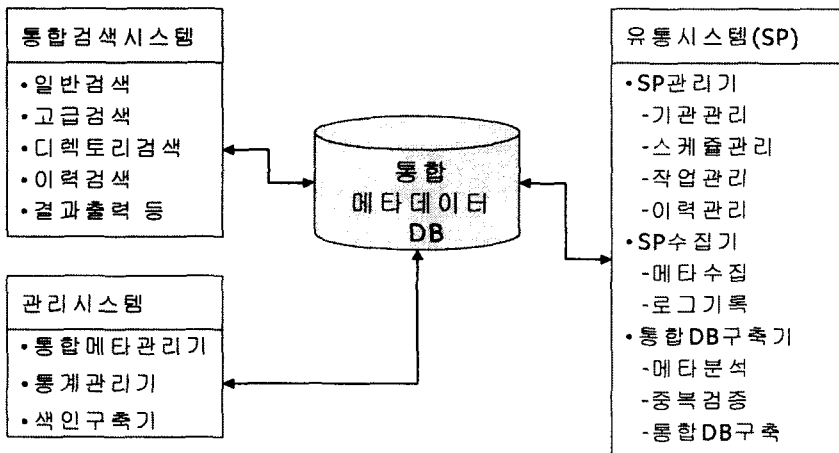 통합검색시스템
•일반검색
•고급검색
•디렉토리검색
•이력검색
•결과출력 등
통합
메타데이터
DB
관리시스템
•통합메타관리기
•통계관리기
•색인구축기
유통시스템(SP)
•SP관리기
-기관관리
-스케쥴관리
-작업관리
-이력관리
•SP수집기
-메타수집
-로그기록
•통합DB구축기
-메타분석
-중복검증
-통합DB구축